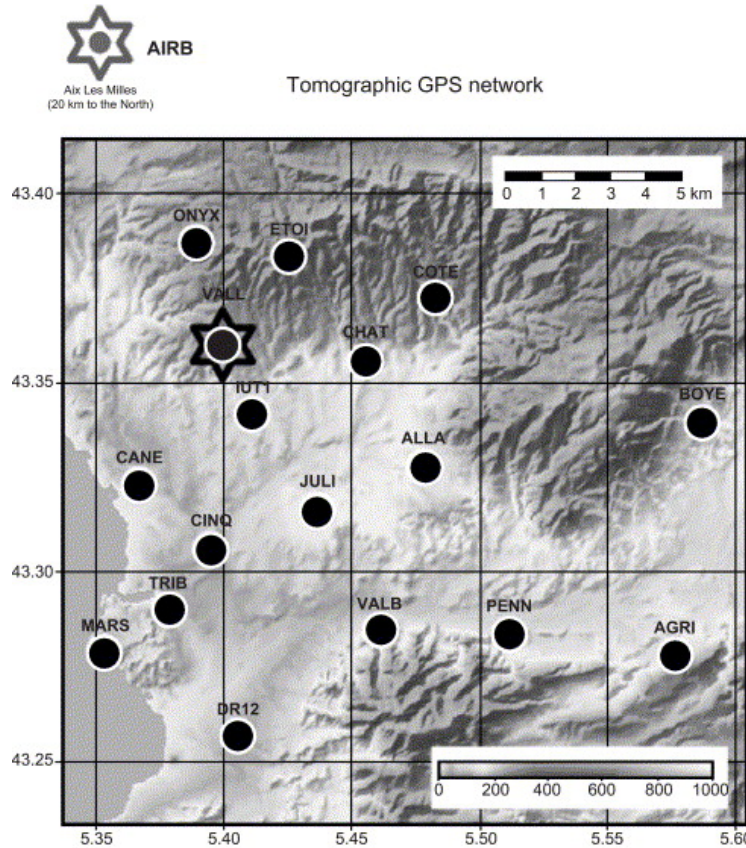 AIRB
Aix Les Milles
(20 km to the North)
Tomographic GPS network
43.40
0 1 2 3 4 5 km
ONYX
ETOI
COTE
VALL
CHAT
43.35
IUT1
BOYE
ALLA
CANE
JULI
CINQ
43.30
TRIB
VALB
PENN
MARS
AGRI
DR12
43.25
0 200 400 600 800 1000
5.35 5.40 5.45 5.50 5.55 5.60